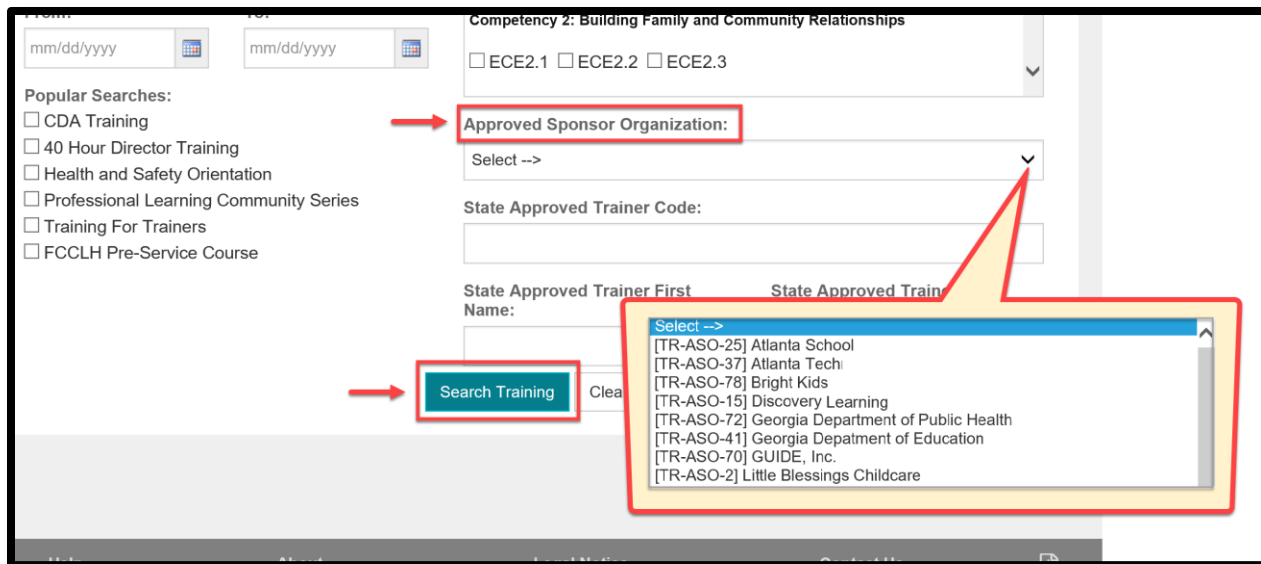 Competency 2: Building Family and Community Relationships
mm/dd/yyyy
mm/dd/yyyy
ECE2.1 ECE2.2 ECE2.3
Popular Searches:
CDA Training
40 Hour Director Training
Health and Safety Orientation
Professional Learning Community Series
Training For Trainers
FCCLH Pre-Service Course
Approved Sponsor Organization:
Select -->
State Approved Trainer Code:
State Approved Trainer First
Name:
State Approved
Search Training
Select -->
[TR-ASO-25] Atlanta School
[TR-ASO-37] Atlanta Tech
[TR-ASO-78] Bright Kids
[TR-ASO-15] Discovery Learning
[TR-ASO-72] Georgia Department of Public Health
[TR-ASO-41] Georgia Depatment of Education
[TR-ASO-70] GUIDE, Inc.
[TR-ASO-2] Little Blessings Childcare